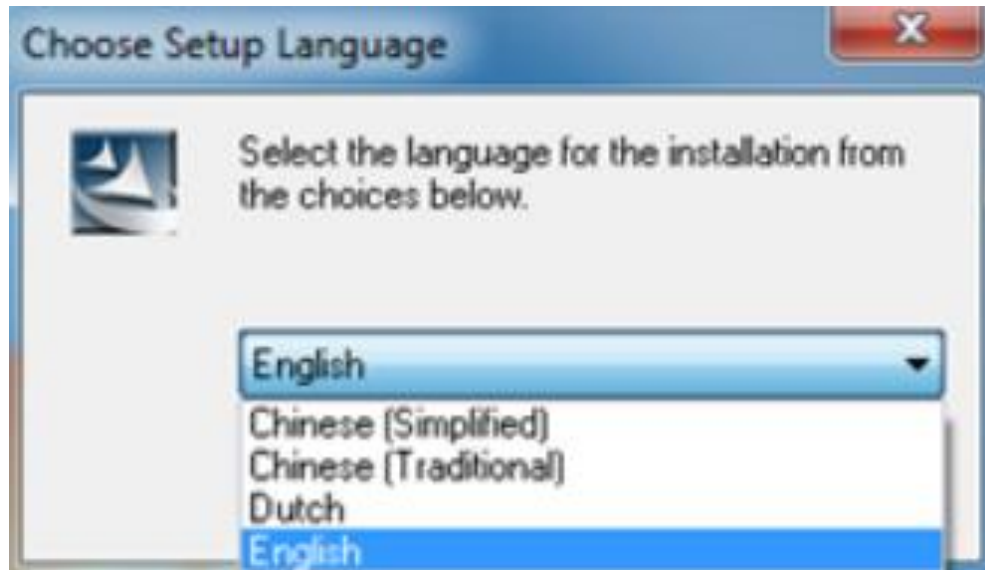 Choose Setup Language
Select the language for the installation from
the choices below.
English
Chinese (Simplified)
Chinese (Traditional)
Dutch
English